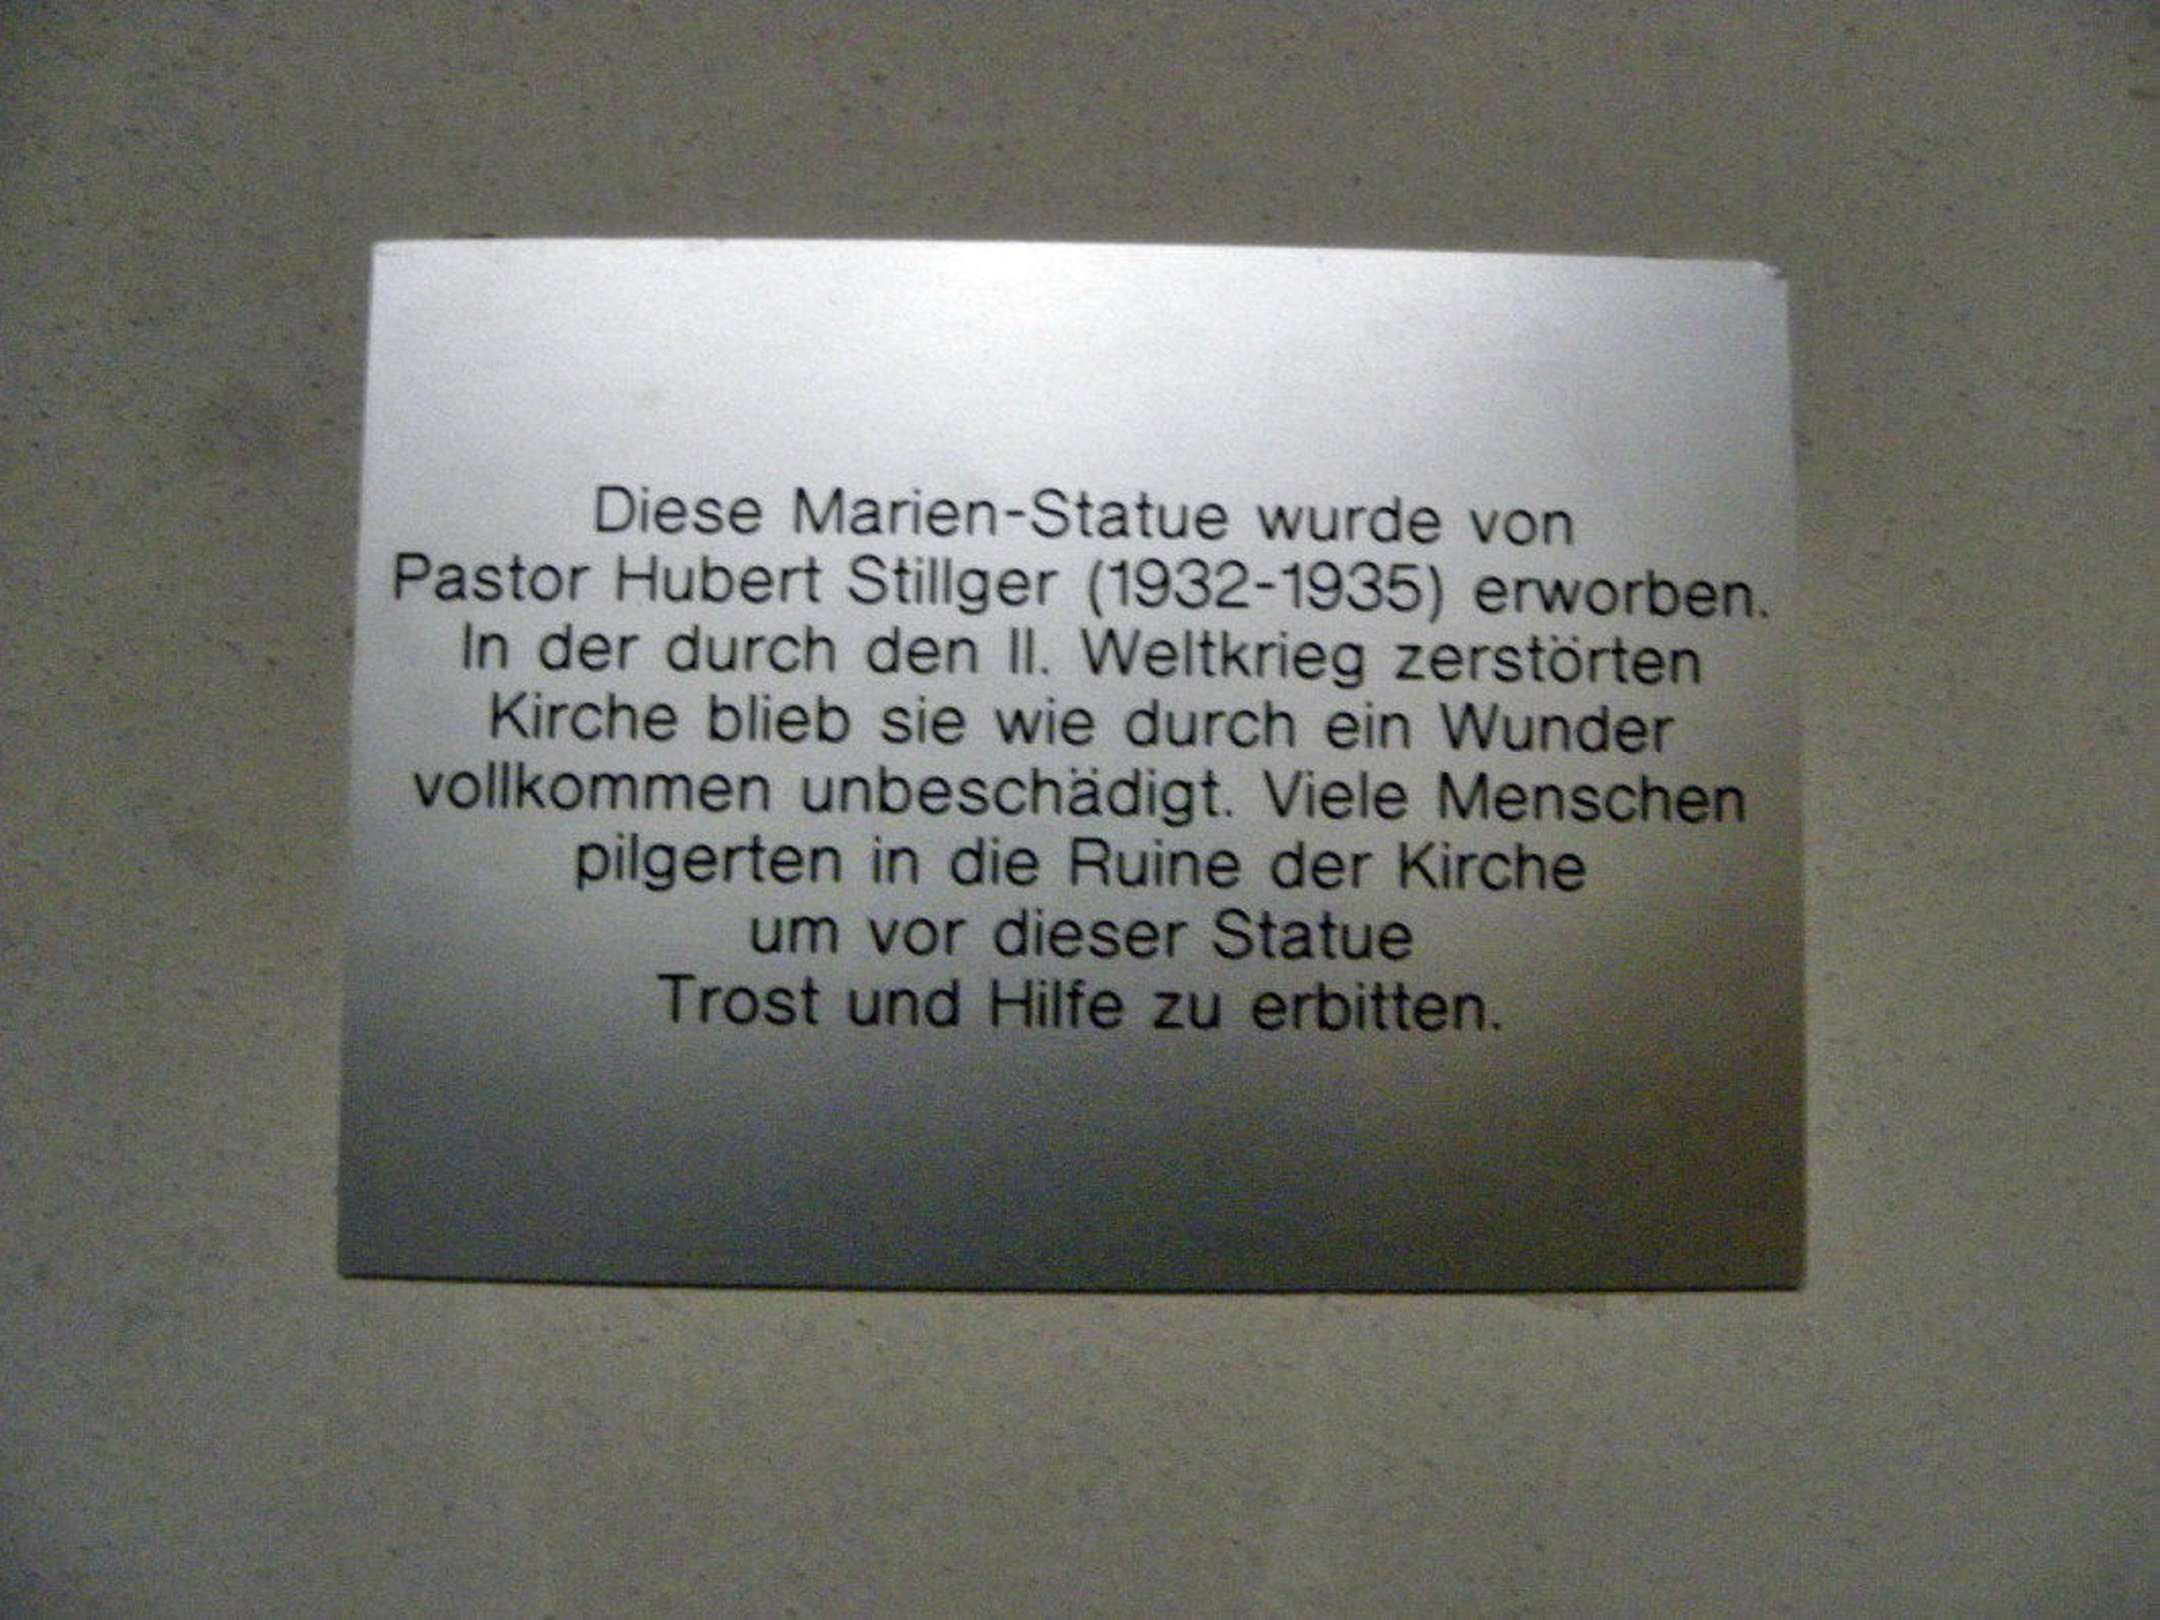 Diese Marien-Statue wurde von
Pastor Hubert Stillger (1932-1935) erworben.
In der durch den II. Weltkrieg zerstörten
Kirche blieb sie wie durch ein Wunder
vollkommen unbeschädigt. Viele Menschen
pilgerten in die Ruine der Kirche
um vor dieser Statue
Trost und Hilfe zu erbitten.